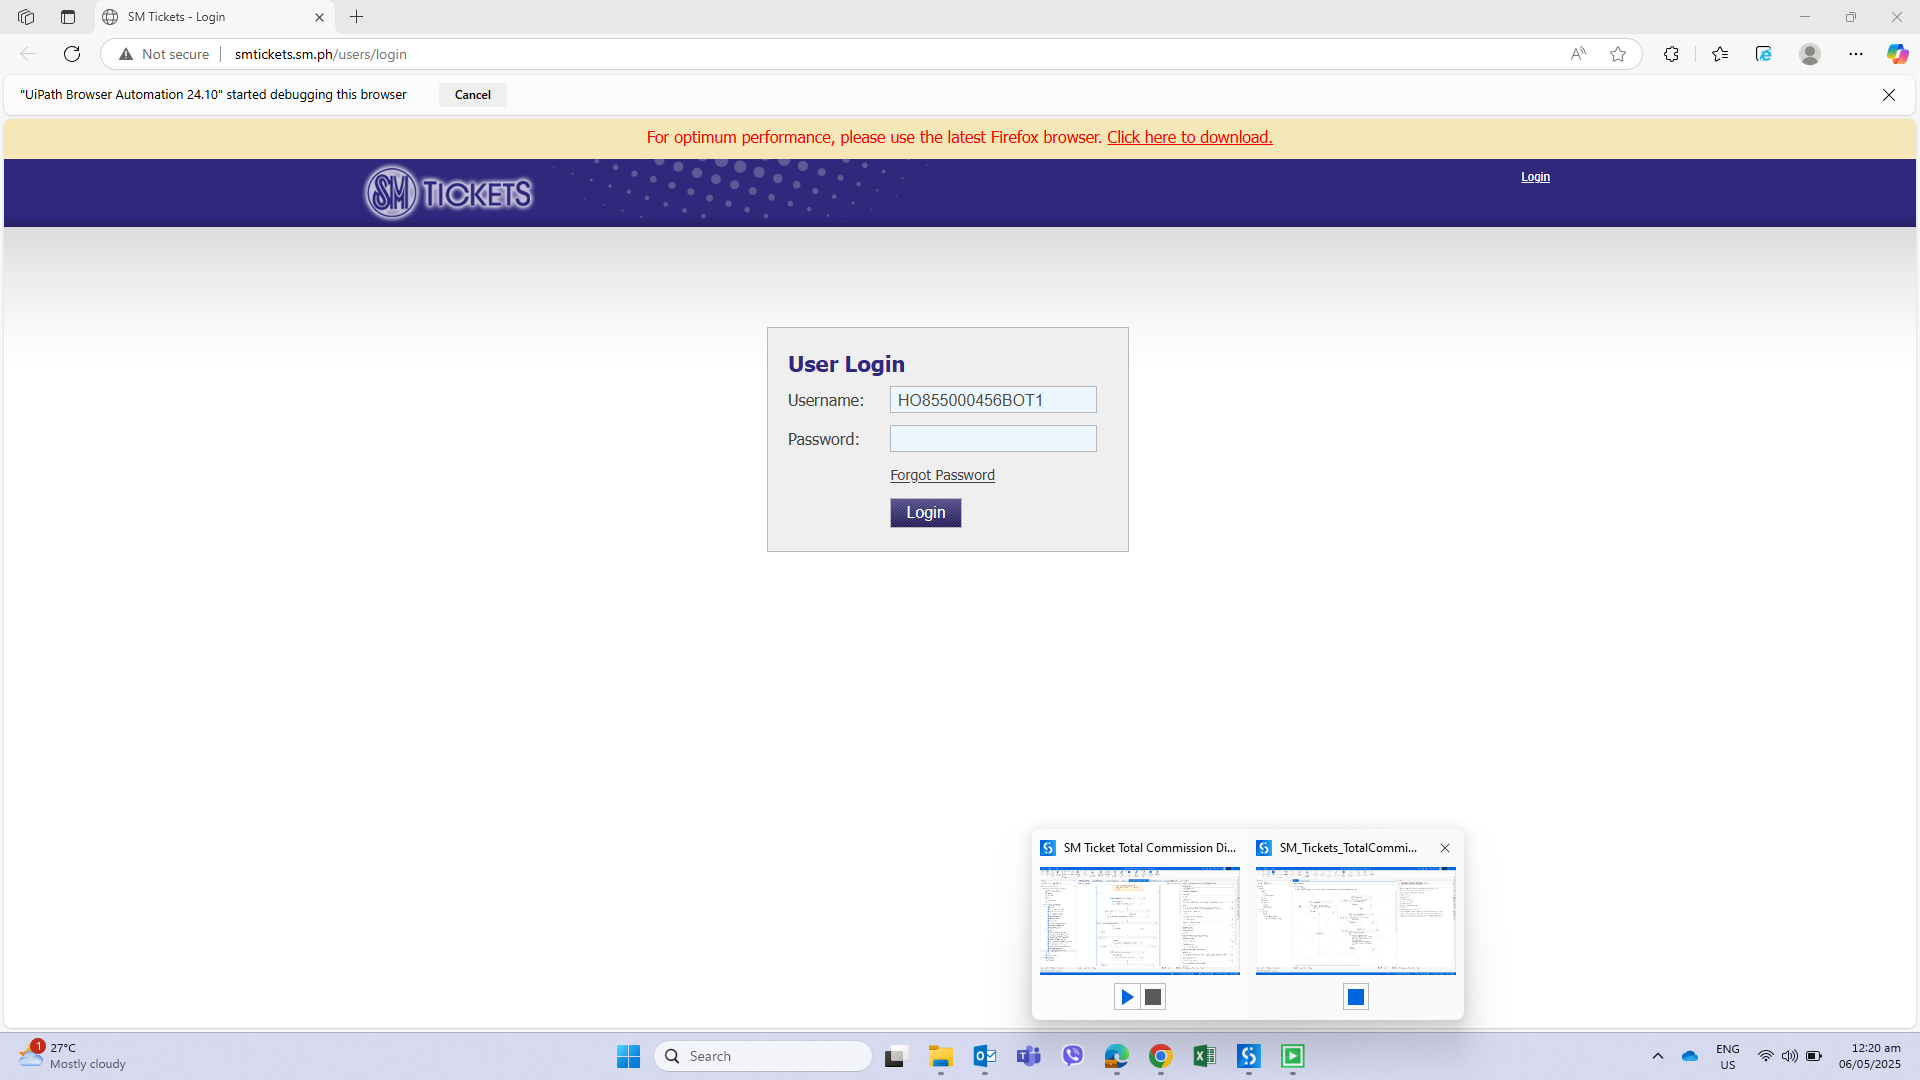 SM Tickets - Login
Not secure
smtickets.sm.ph/users/login
"UiPath Browser Automation 24.10" started debugging this browser
Cancel
For optimum performance, please use the latest Firefox browser. Click here to download.
SM TICKETS
Login
User Login
Username: HO855000456BOT1
Password:
Forgot Password
Login
SM Ticket Total Commission Di...
SM_Tickets_TotalCommi...
1
27°C
Mostly cloudy
Search
ENG
US
12:20 am
06/05/2025